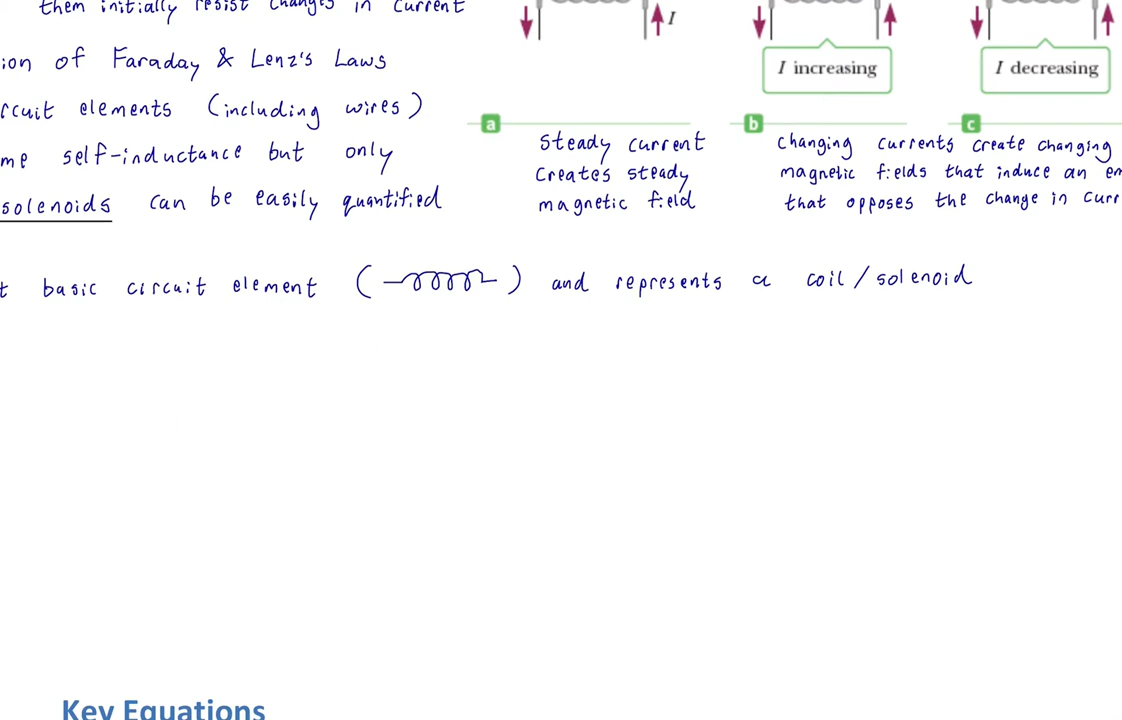 them initially resist changes in current
ion of Faraday & Lenz's Laws
rcuit elements (including wires)
me self-inductance but only
solenoids can be easily quantified
I
I increasing
I decreasing
a
b
c
Steady current
creates steady
magnetic field
changing currents create changing
magnetic fields that induce an em
that opposes the change in curr
t basic circuit element ( ) and represents a coil/solenoid
Key Equations